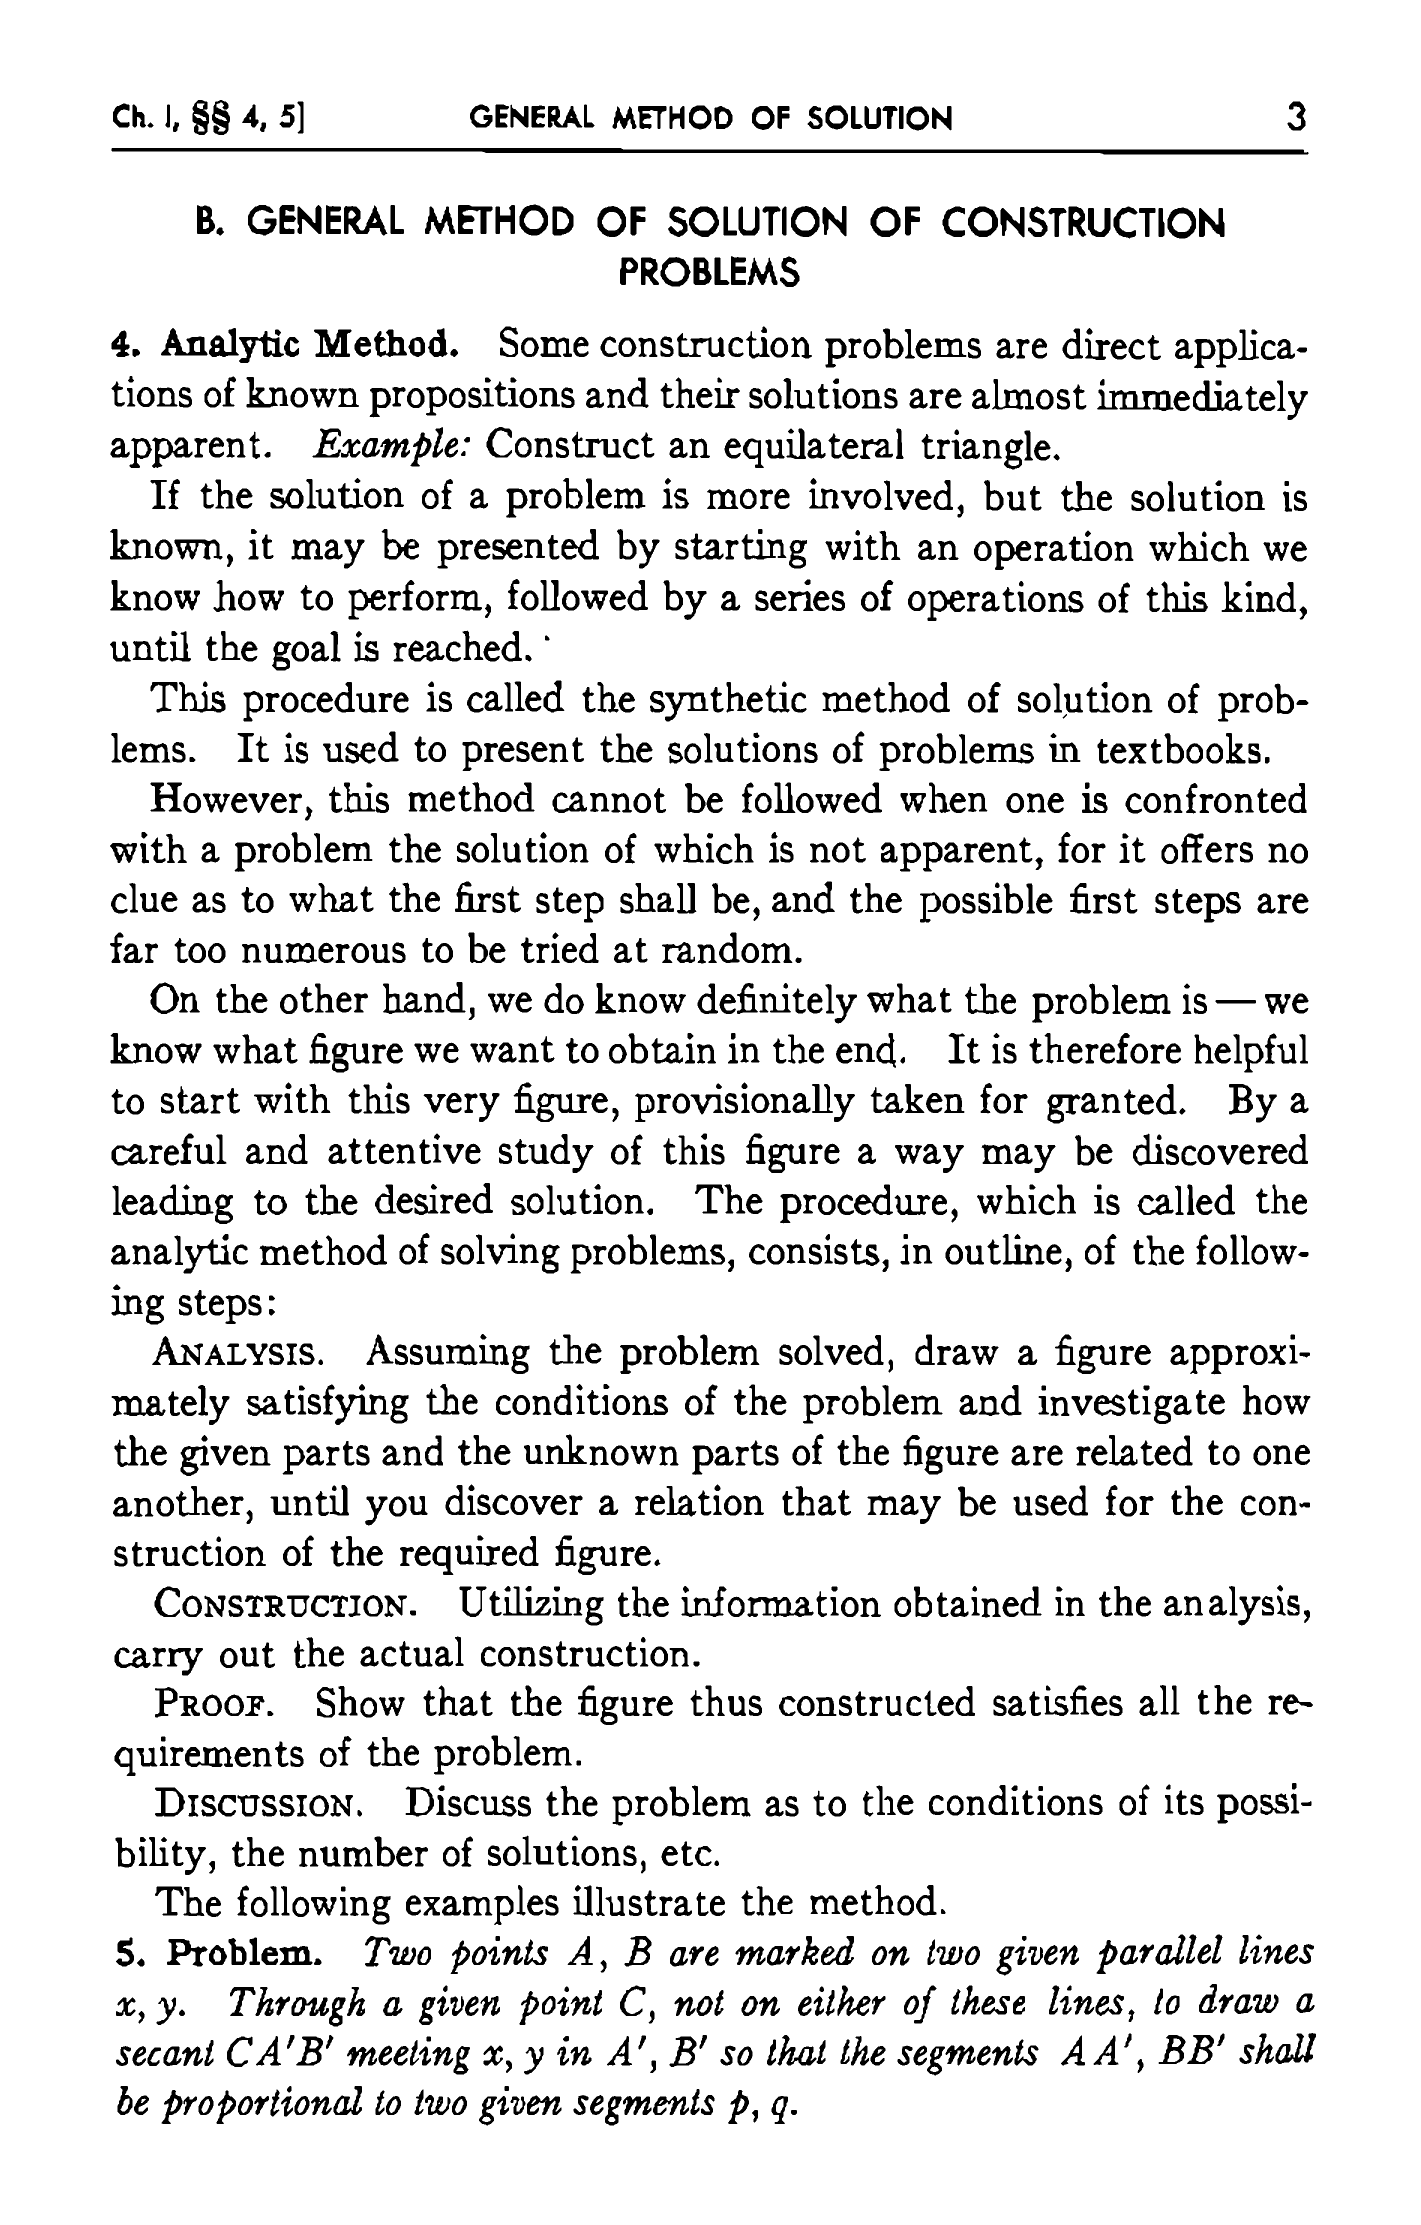 Ch. I, §§ 4, 5] GENERAL METHOD OF SOLUTION 3
B. GENERAL METHOD OF SOLUTION OF CONSTRUCTION
PROBLEMS
4. Analytic Method. Some construction problems are direct applica-
tions of known propositions and their solutions are almost immediately
apparent. Example: Construct an equilateral triangle.
If the solution of a problem is more involved, but the solution is
known, it may be presented by starting with an operation which we
know how to perform, followed by a series of operations of this kind,
until the goal is reached.
This procedure is called the synthetic method of solution of prob-
lems. It is used to present the solutions of problems in textbooks.
However, this method cannot be followed when one is confronted
with a problem the solution of which is not apparent, for it offers no
clue as to what the first step shall be, and the possible first steps are
far too numerous to be tried at random.
On the other hand, we do know definitely what the problem is — we
know what figure we want to obtain in the end. It is therefore helpful
to start with this very figure, provisionally taken for granted. By a
careful and attentive study of this figure a way may be discovered
leading to the desired solution. The procedure, which is called the
analytic method of solving problems, consists, in outline, of the follow-
ing steps:
ANALYSIS. Assuming the problem solved, draw a figure approxi-
mately satisfying the conditions of the problem and investigate how
the given parts and the unknown parts of the figure are related to one
another, until you discover a relation that may be used for the con-
struction of the required figure.
CONSTRUCTION. Utilizing the information obtained in the analysis,
carry out the actual construction.
PROOF. Show that the figure thus constructed satisfies all the re-
quirements of the problem.
DISCUSSION. Discuss the problem as to the conditions of its possi-
bility, the number of solutions, etc.
The following examples illustrate the method.
5. Problem. Two points A, B are marked on two given parallel lines
x, y. Through a given point C, not on either of these lines, to draw a
secant CA'B' meeting x, y in A', B' so that the segments AA', BB' shall
be proportional to two given segments p, q.